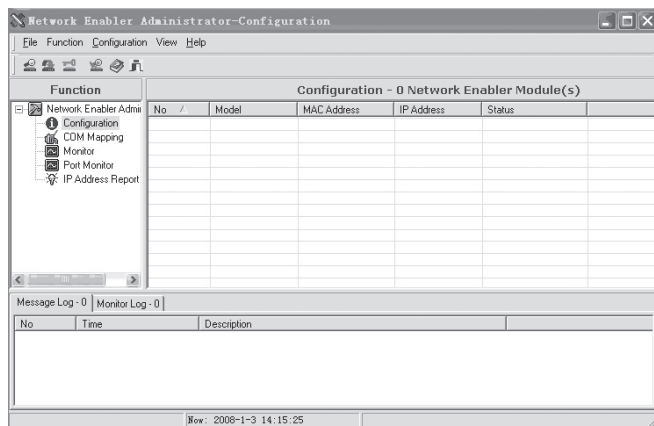 Network Enabler Administrator-Configuration
File Function Configuration View Help
Function
Configuration - 0 Network Enabler Module(s)
Network Enabler Admi
Configuration
COM Mapping
Monitor
Port Monitor
IP Address Report
No Model MAC Address IP Address Status
Message Log - 0 Monitor Log - 0
No Time Description
Now: 2008-1-3 14:15:25